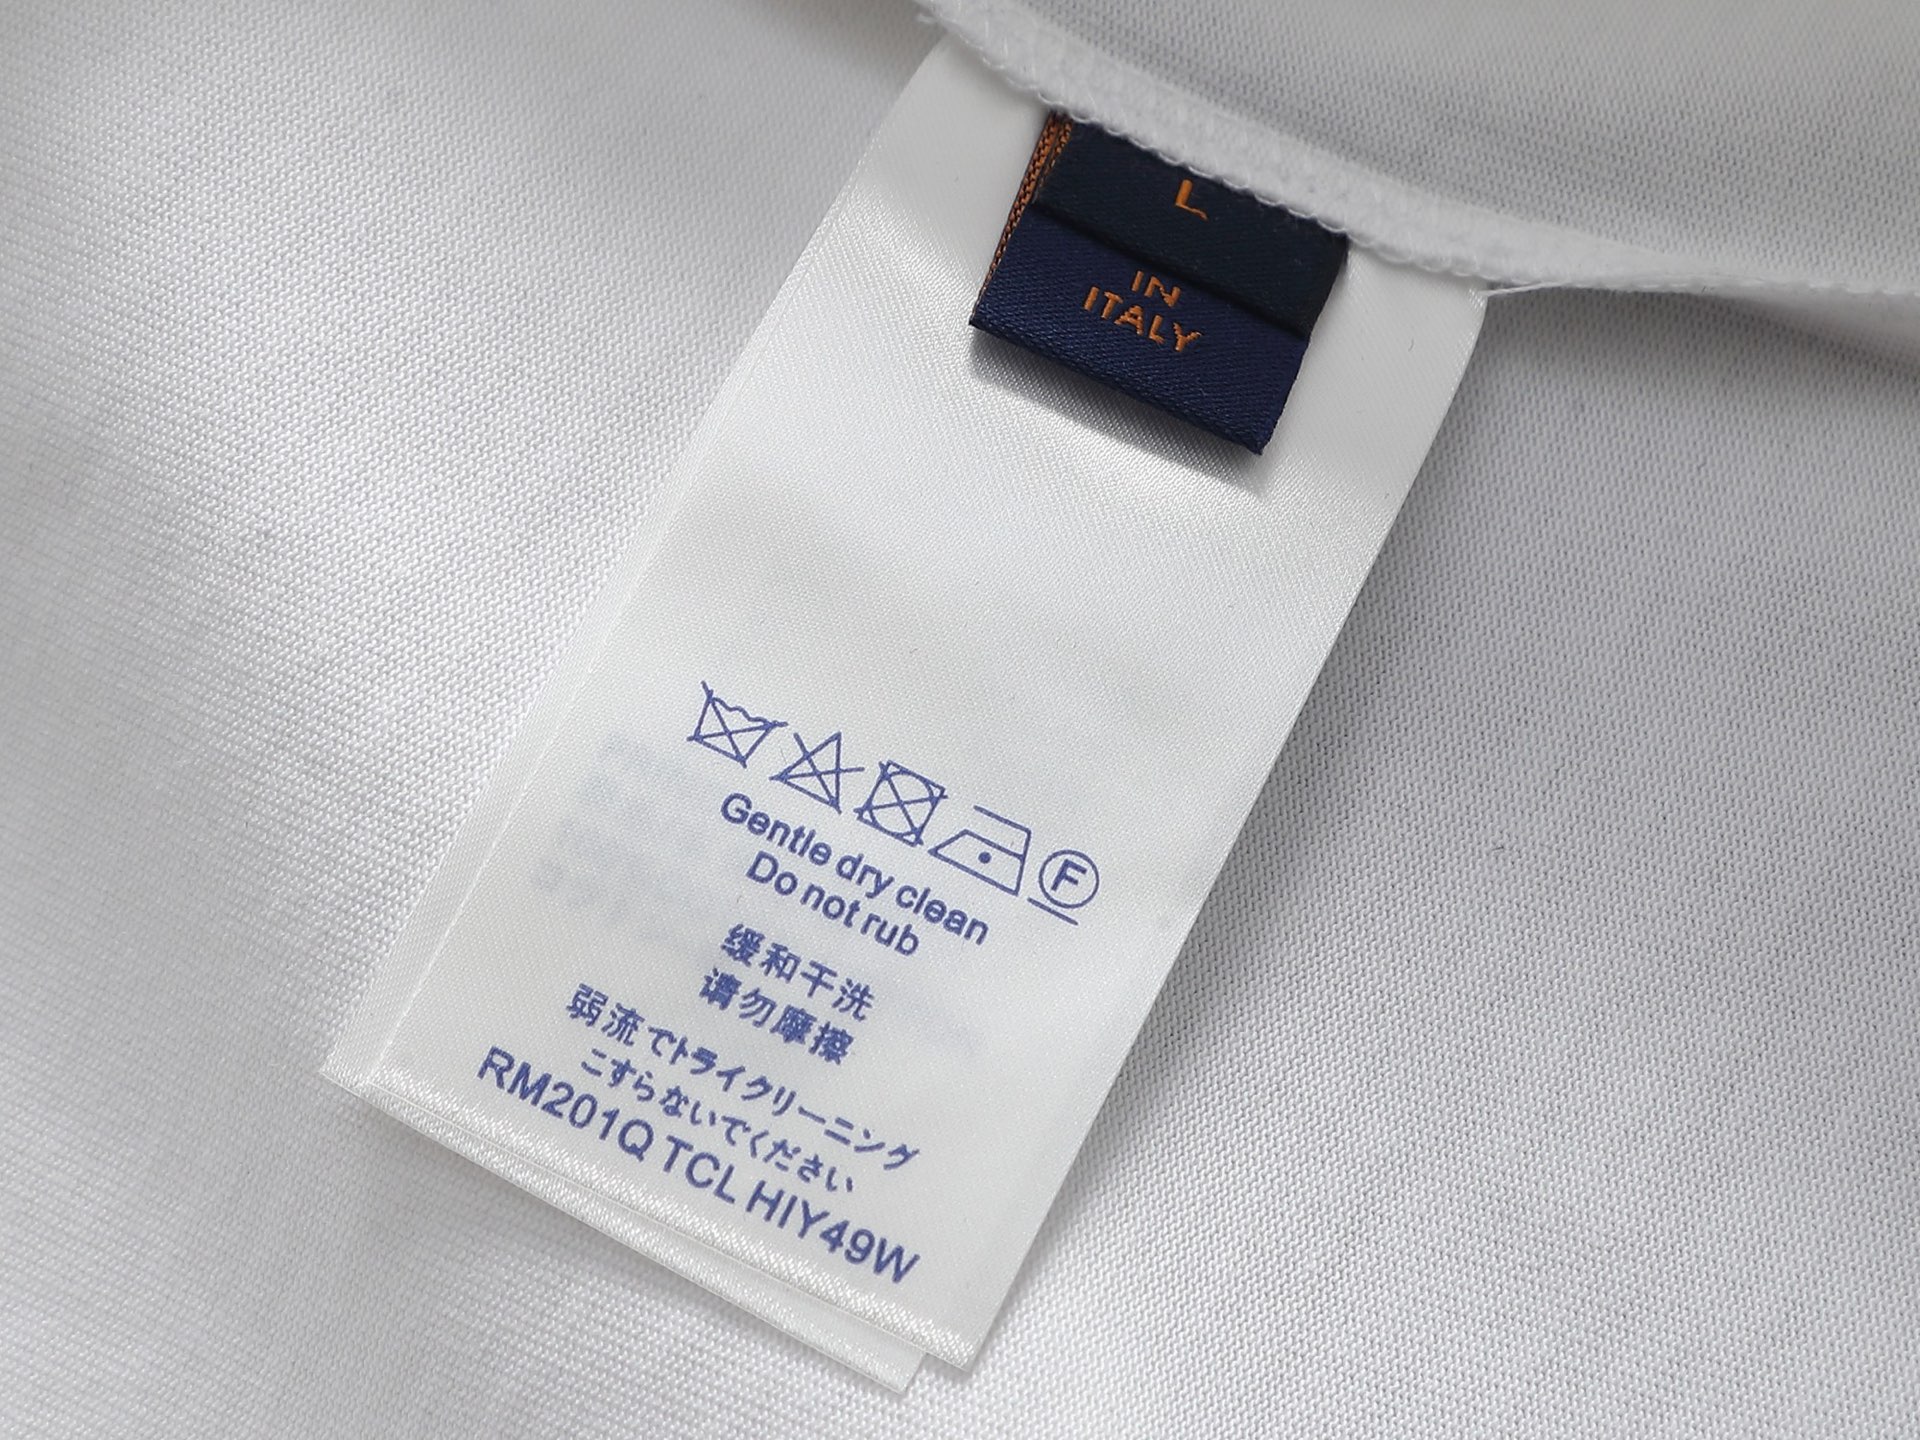 L
IN
ITALY
F
Gentle dry clean
Do not rub
缓和干洗
请勿摩擦
弱流でトライクリーニング
こすらないでください
RM201Q TCL HIY49W